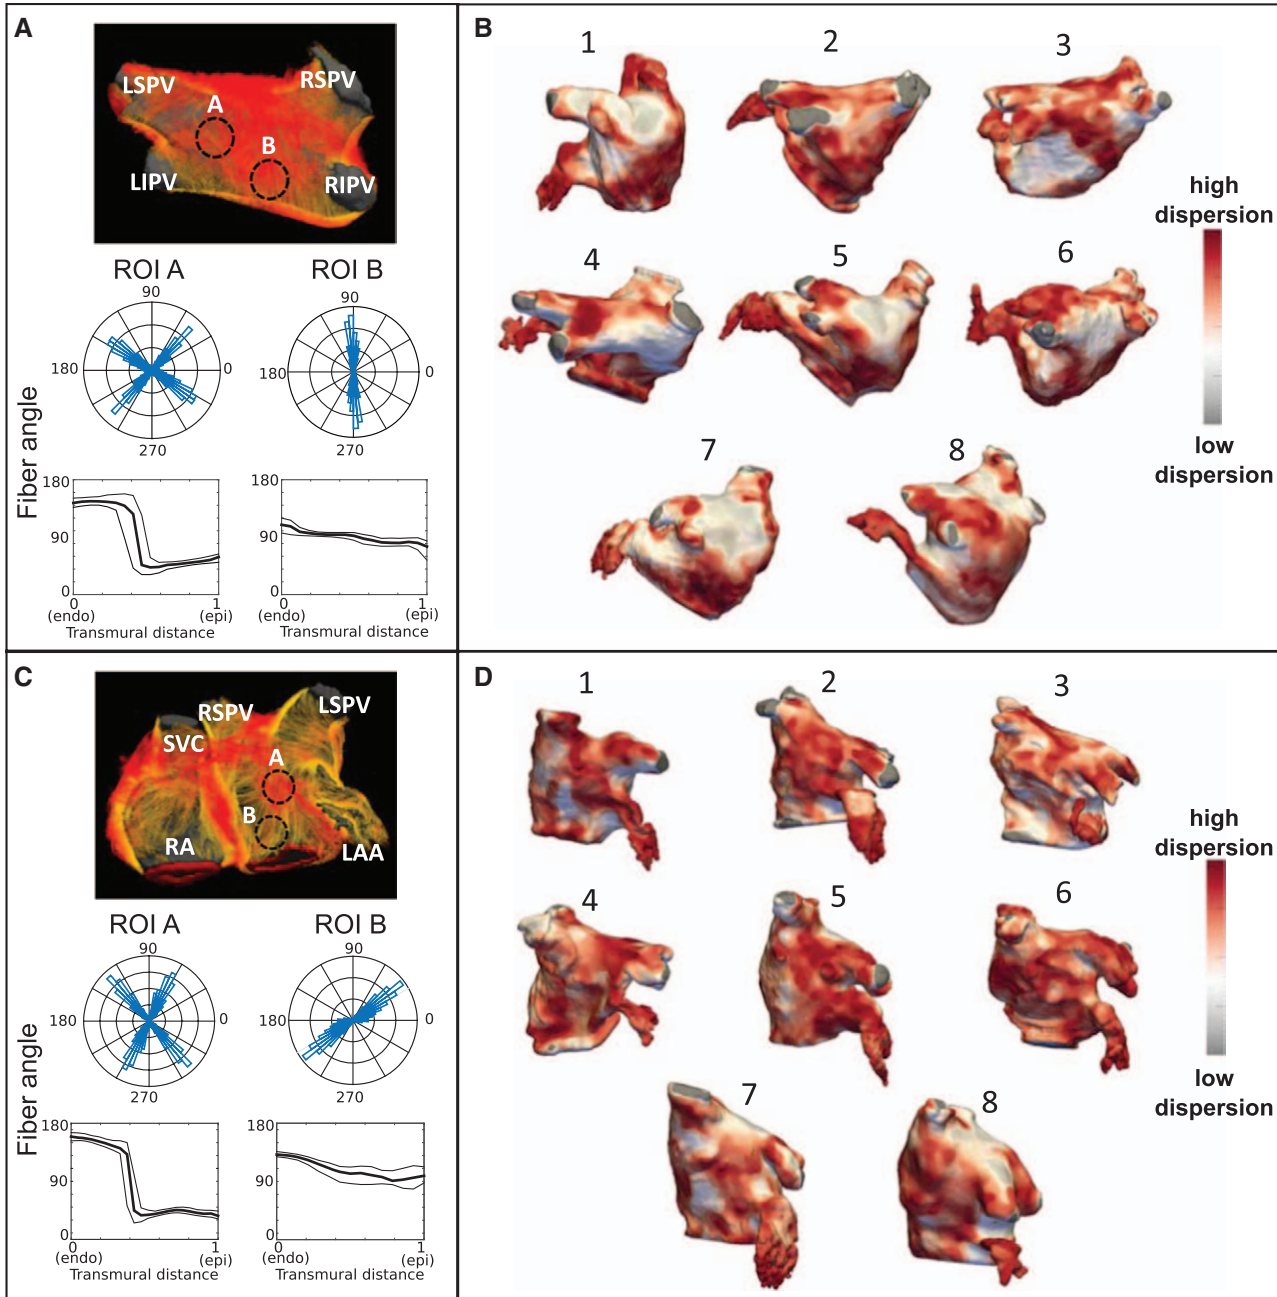 A
LSPV
RSPV
A
B
LIPV
RIPV
ROI A
ROI B
90
90
180
0
180
0
270
270
Fiber angle
180
90
0
180
90
0
0
1
0
1
(endo)
(epi)
(endo)
(epi)
Transmural distance
Transmural distance
B
1
2
3
4
5
6
7
8
high
dispersion
low
dispersion
C
LSPV
RSPV
SVC
A
B
RA
LAA
ROI A
ROI B
90
90
180
0
180
0
270
270
Fiber angle
180
90
0
180
90
0
0
1
0
1
(endo)
(epi)
(endo)
(epi)
Transmural distance
Transmural distance
D
1
2
3
4
5
6
7
8
high
dispersion
low
dispersion